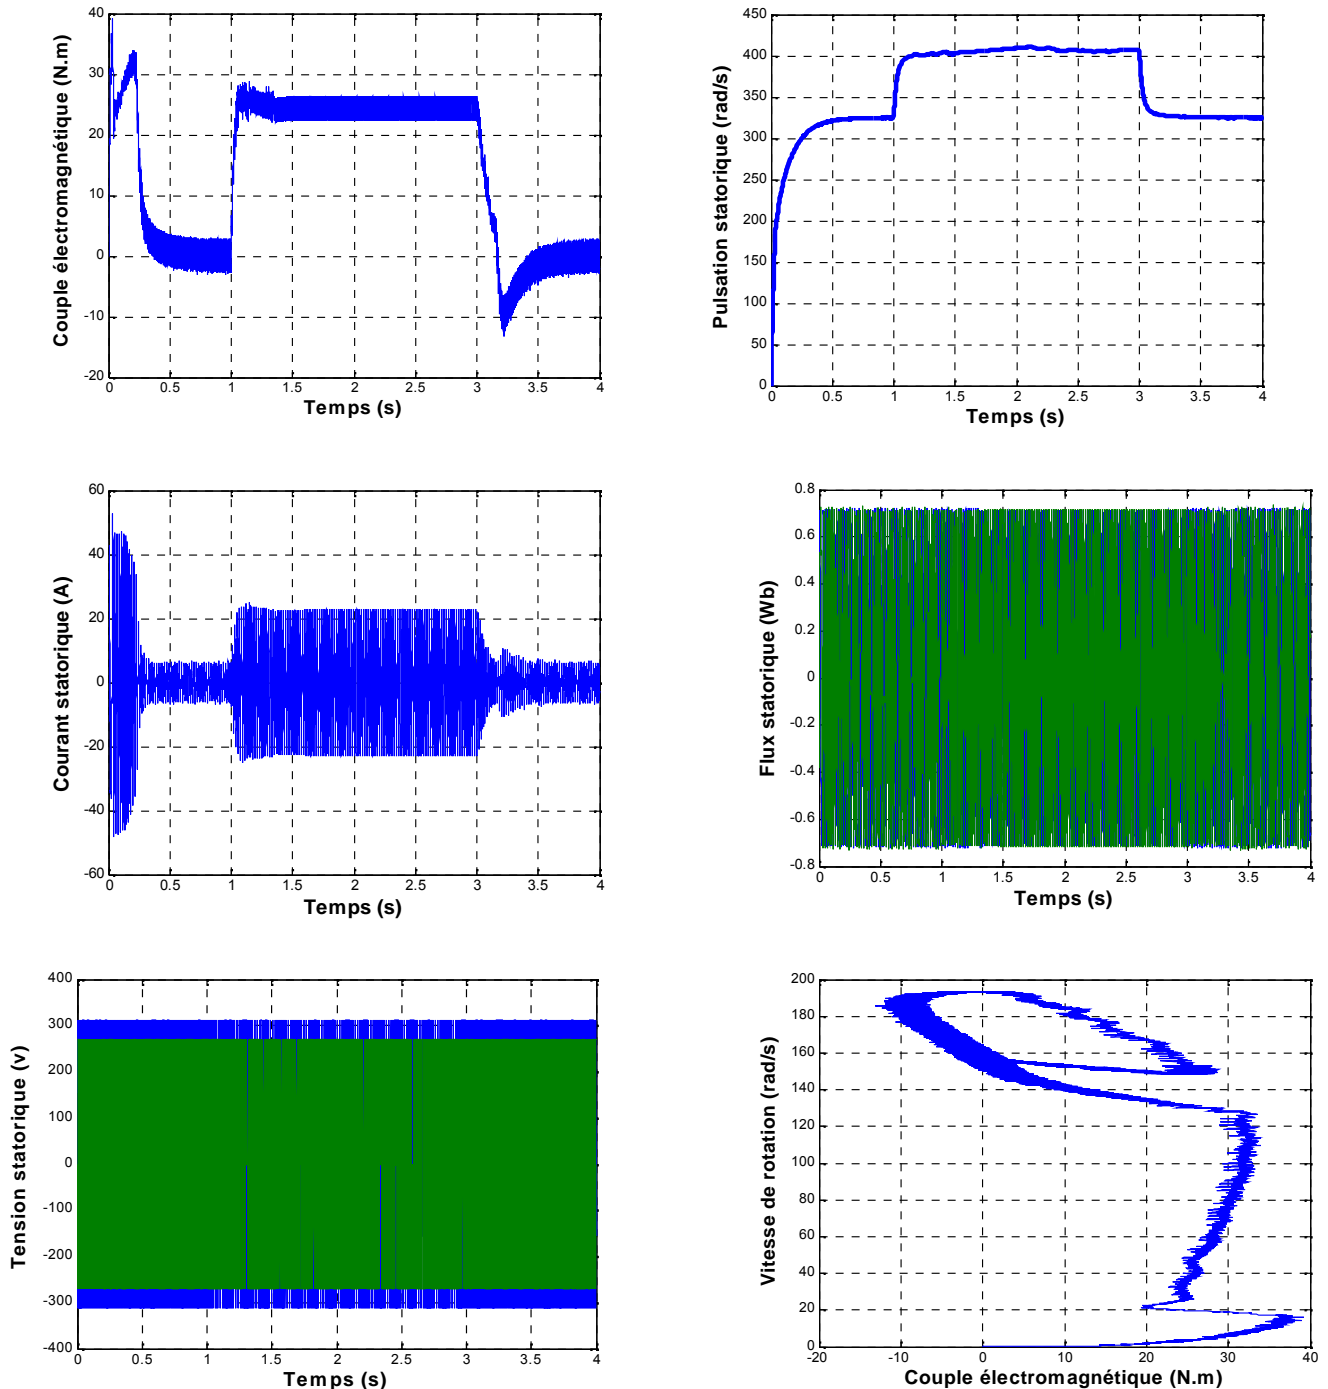 Couple électromagnétique (N.m)
40
30
20
10
0
-10
-20
0 0.5 1 1.5 2 2.5 3 3.5 4
Temps (s)
Pulsation statorique (rad/s)
450
400
350
300
250
200
150
100
50
0
0 0.5 1 1.5 2 2.5 3 3.5 4
Temps (s)
Courant statorique (A)
60
40
20
0
-20
-40
-60
0 0.5 1 1.5 2 2.5 3 3.5 4
Temps (s)
Flux statorique (Wb)
0.8
0.6
0.4
0.2
0
-0.2
-0.4
-0.6
-0.8
0 0.5 1 1.5 2 2.5 3 3.5 4
Temps (s)
Tension statorique (v)
400
300
200
100
0
-100
-200
-300
-400
0 0.5 1 1.5 2 2.5 3 3.5 4
Temps (s)
Vitesse de rotation (rad/s)
200
180
160
140
120
100
80
60
40
20
0
-20 -10 0 10 20 30 40
Couple électromagnétique (N.m)